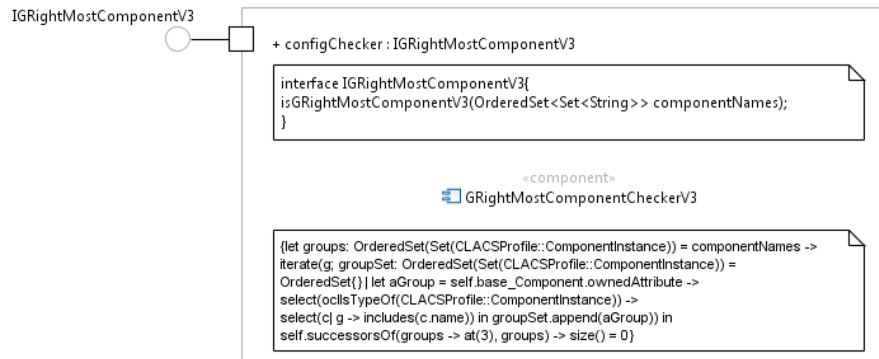 IGRightMostComponentV3
+ configChecker : IGRightMostComponentV3
interface IGRightMostComponentV3{
isGRightMostComponentV3(OrderedSet<Set<String>> componentNames);
}
«component»
GRightMostComponentCheckerV3
{let groups: OrderedSet(Set(CLACSProfile::ComponentInstance)) = componentNames ->
iterate(g; groupSet: OrderedSet(Set(CLACSProfile::ComponentInstance)) =
OrderedSet{} | let aGroup = self.base_Component.ownedAttribute ->
select(oclIsTypeOf(CLACSProfile::ComponentInstance)) ->
select(c| g -> includes(c.name)) in groupSet.append(aGroup)) in
self.successorsOf(groups -> at(3), groups) -> size() = 0}